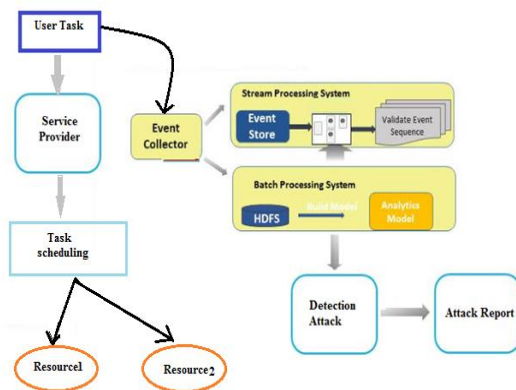 User Task
Service
Provider
Task
scheduling
Resource1
Resource2
Event
Collector
Stream Processing System
Event
Store
Validate Event
Sequence
Batch Processing System
HDFS
Build Model
Analytics
Model
Detection
Attack
Attack Report